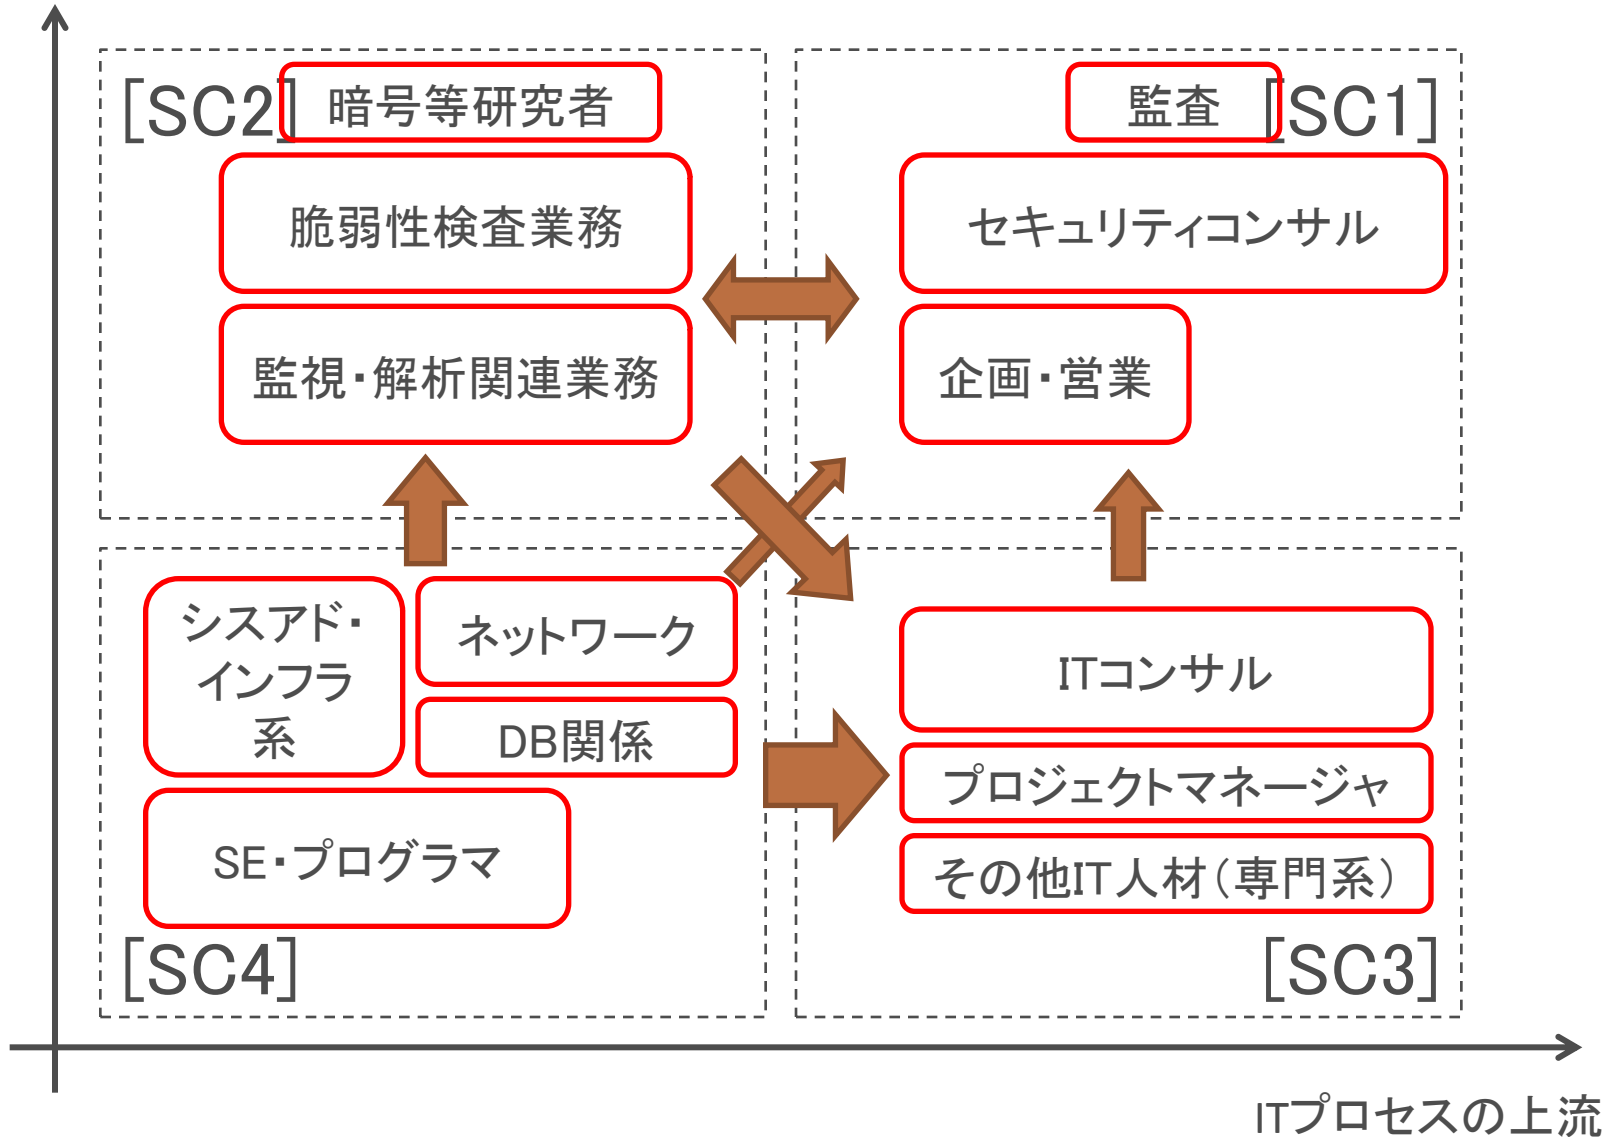 [SC2]
暗号等研究者
監査
[SC1]
脆弱性検査業務
セキュリティコンサル
監視・解析関連業務
企画・営業
シスアド・
インフラ
系
ネットワーク
DB関係
SE・プログラマ
[SC4]
ITコンサル
プロジェクトマネージャ
その他IT人材(専門系)
[SC3]
ITプロセスの上流